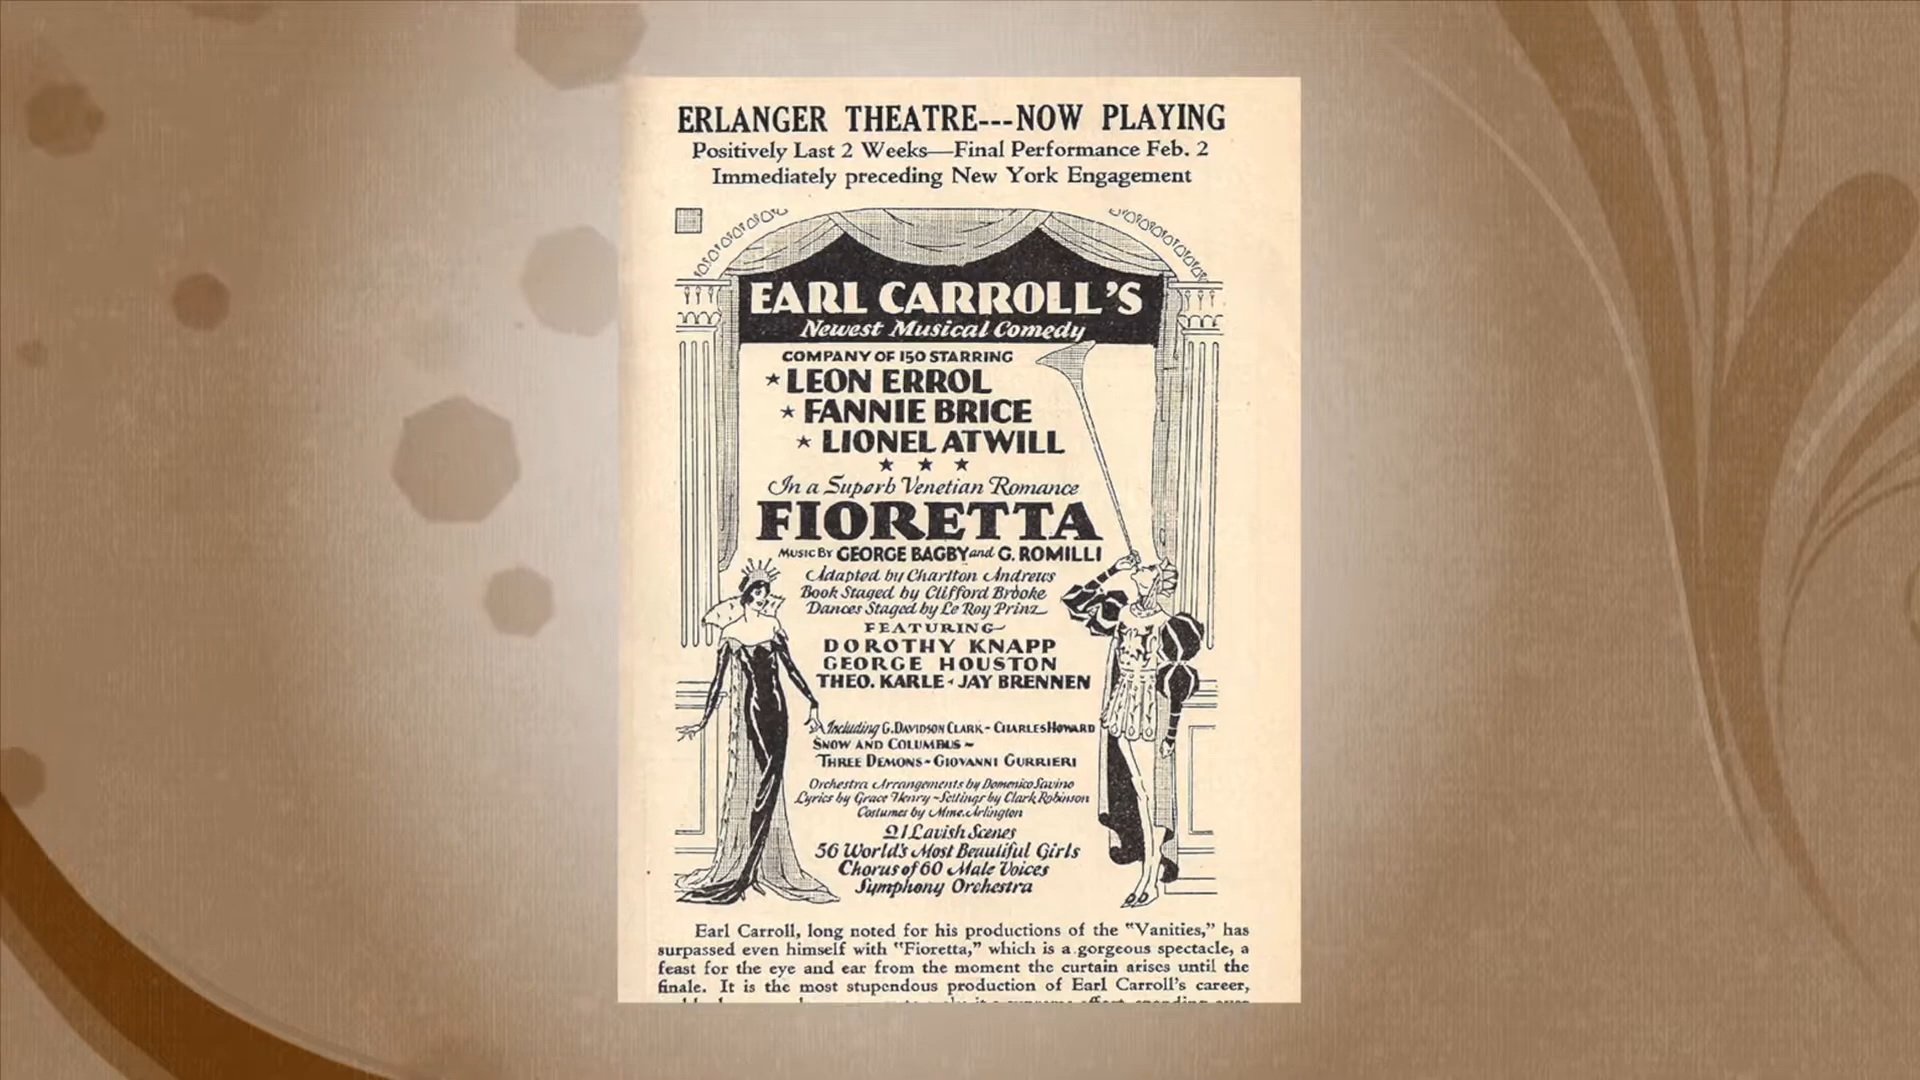 ERLANGER THEATRE---NOW PLAYING
Positively Last 2 Weeks—Final Performance Feb. 2
Immediately preceding New York Engagement
EARL CARROLL'S
Newest Musical Comedy
COMPANY OF 150 STARRING
★ LEON ERROL
★ FANNIE BRICE
★ LIONEL ATWILL
★ ★ ★
In a Superb Venetian Romance
FIORETTA
MUSIC BY GEORGE BAGBY and G. ROMILLI
Adapted by Charlton Andrews
Book Staged by Clifford Brooke
Dances Staged by Le Roy Prinz
FEATURING
DOROTHY KNAPP
GEORGE HOUSTON
THEO. KARLE - JAY BRENNEN
Including G. DAVIDSON CLARK - CHARLES HOWARD
SNOW AND COLUMBUS -
THREE DEMONS - GIOVANNI GURRIERI
Orchestra Arrangements by Domenico Savino
Lyrics by Grace Henry - Settings by Clark Robinson
Costumes by Mme. Arlington
21 Lavish Scenes
56 World's Most Beautiful Girls
Chorus of 60 Male Voices
Symphony Orchestra
Earl Carroll, long noted for his productions of the "Vanities," has
surpassed even himself with "Fioretta," which is a gorgeous spectacle, a
feast for the eye and ear from the moment the curtain arises until the
finale. It is the most stupendous production of Earl Carroll's career,